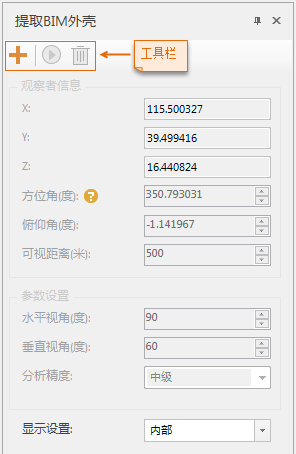 提取BIM外壳
工具栏
观察者信息
X: 115.500327
Y: 39.499416
Z: 16.440824
方位角(度): ? 350.793031
俯仰角(度): -1.141967
可视距离(米): 500
参数设置
水平视角(度): 90
垂直视角(度): 60
分析精度: 中级
显示设置: 内部